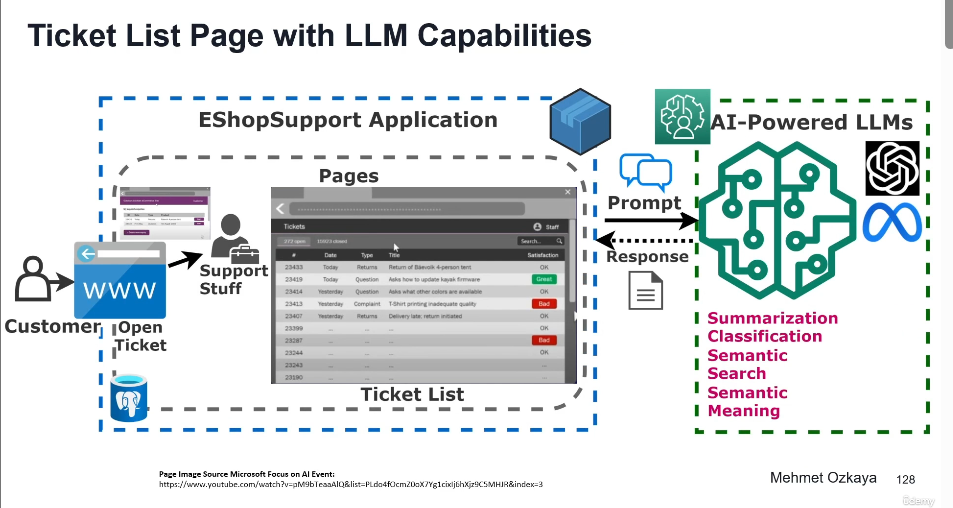 Ticket List Page with LLM Capabilities
EShopSupport Application
AI-Powered LLMs
Pages
Prompt
Response
Tickets
Staff
272 open
10023 closed
Search...
# Date Type Title Satisfaction
23433 Today Returns Return of Baevolk 4-person tent OK
23419 Today Question Asks how to update kayak firmware Great
23414 Yesterday Question Asks what other colors are available OK
23413 Yesterday Complaint T-Shirt printing inadequate quality Bad
23407 Yesterday Returns Delivery late: return initiated OK
23399 ... ... ... OK
23287 ... ... ... Bad
23244 ... ... ... OK
23243 ... ... ... ...
23190 ... ... ... ...
Ticket List
WWW
Customer
Open
Ticket
Support
Stuff
Summarization
Classification
Semantic
Search
Semantic
Meaning
Page Image Source Microsoft Focus on AI Event:
https://www.youtube.com/watch?v=pM9bTeaaAlQ&list=PLdo4fOcmZ0oX7Yg1cixIj6hXjz9C5MHJR&index=3
Mehmet Ozkaya
128
ûdemy